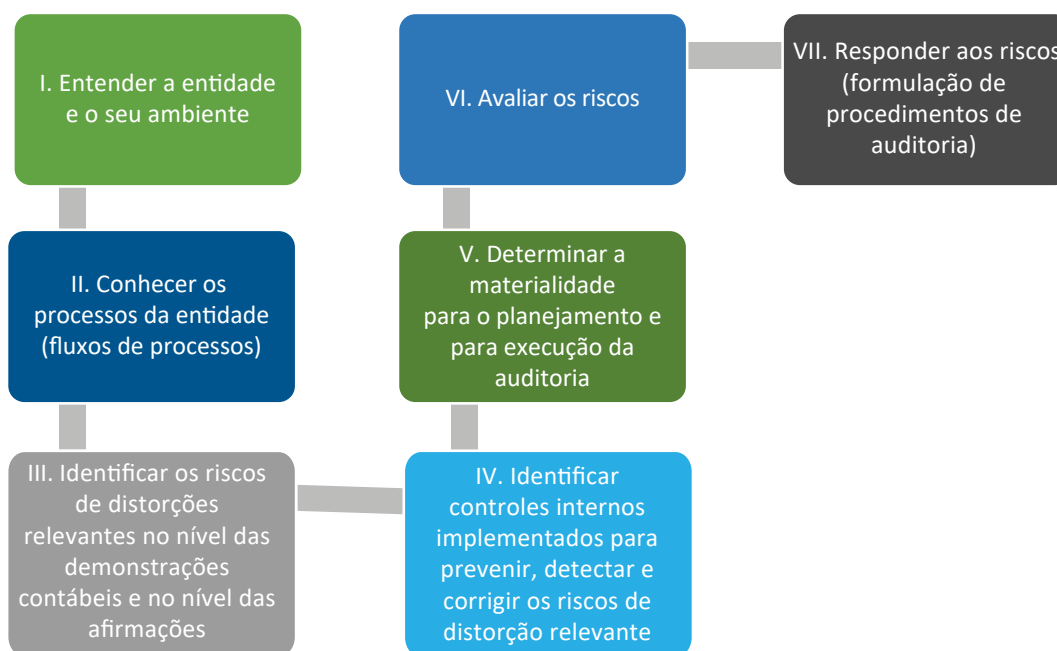 I. Entender a entidade
e o seu ambiente
II. Conhecer os
processos da entidade
(fluxos de processos)
III. Identificar os riscos
de distorções
relevantes no nível das
demonstrações
contábeis e no nível das
afirmações
IV. Identificar
controles internos
implementados para
prevenir, detectar e
corrigir os riscos de
distorção relevante
V. Determinar a
materialidade
para o planejamento e
para execução da
auditoria
VI. Avaliar os riscos
VII. Responder aos riscos
(formulação de
procedimentos de
auditoria)